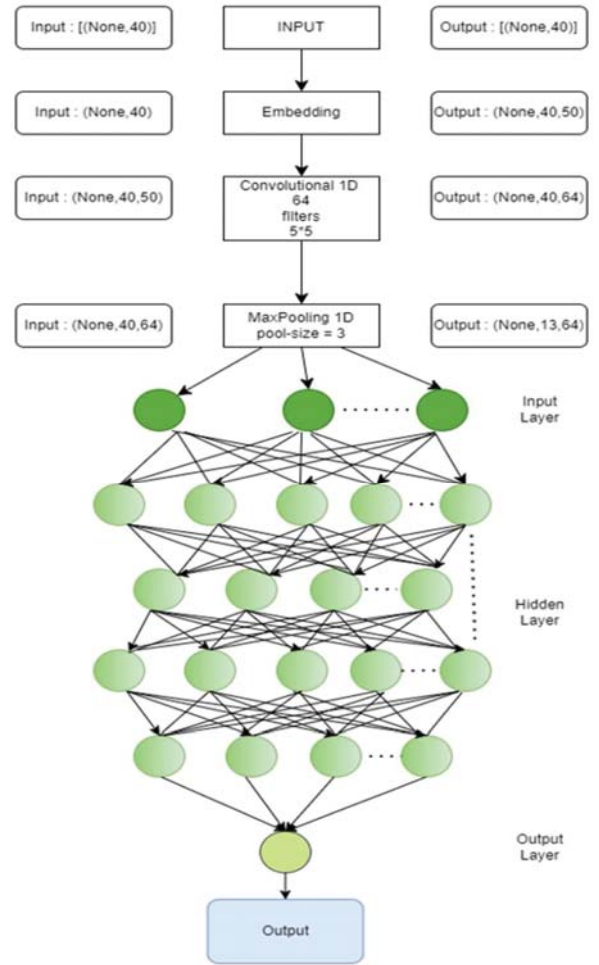 Input : [(None,40)]
INPUT
Output : [(None,40)]
Input : (None,40)
Embedding
Output : (None,40,50)
Input : (None,40,50)
Convolutional 1D
64
filters
5*5
Output : (None,40,64)
Input : (None,40,64)
MaxPooling 1D
pool-size = 3
Output : (None,13,64)
Input
Layer
Hidden
Layer
Output
Layer
Output